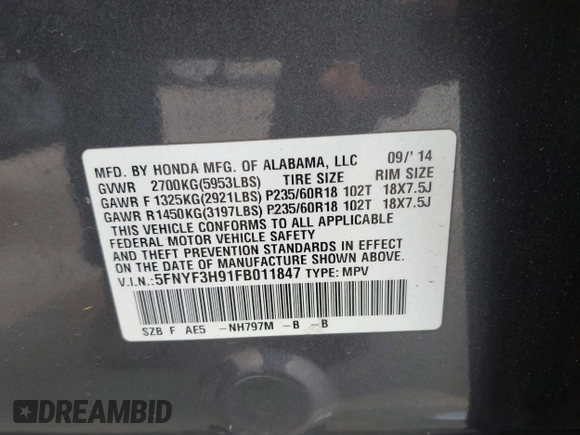 MFD. BY HONDA MFG. OF ALABAMA, LLC 09/' 14
GVWR 2700KG(5953LBS) TIRE SIZE RIM SIZE
GAWR F 1325KG(2921LBS) P235/60R18 102T 18X7.5J
GAWR R1450KG(3197LBS) P235/60R18 102T 18X7.5J
THIS VEHICLE CONFORMS TO ALL APPLICABLE
FEDERAL MOTOR VEHICLE SAFETY
AND THEFT PREVENTION STANDARDS IN EFFECT
ON THE DATE OF MANUFACTURE SHOWN ABOVE.
V.I.N.:5FNYF3H91FB011847 TYPE: MPV
SZB F AE5 -NH797M -B -B
DREAMBID